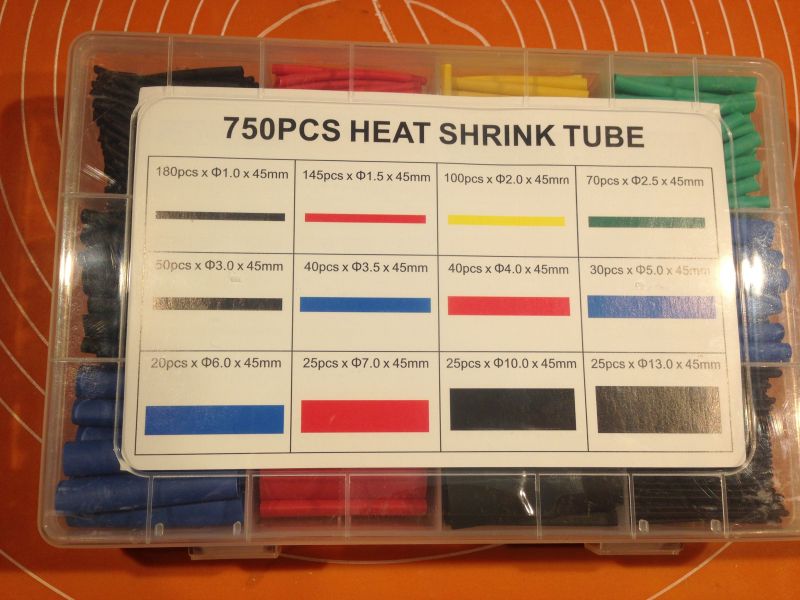 750PCS HEAT SHRINK TUBE
180pcs x Φ1.0 x 45mm
145pcs x Φ1.5 x 45mm
100pcs x Φ2.0 x 45mm
70pcs x Φ2.5 x 45mm
50pcs x Φ3.0 x 45mm
40pcs x Φ3.5 x 45mm
40pcs x Φ4.0 x 45mm
30pcs x Φ5.0 x 45mm
20pcs x Φ6.0 x 45mm
25pcs x Φ7.0 x 45mm
25pcs x Φ10.0 x 45mm
25pcs x Φ13.0 x 45mm